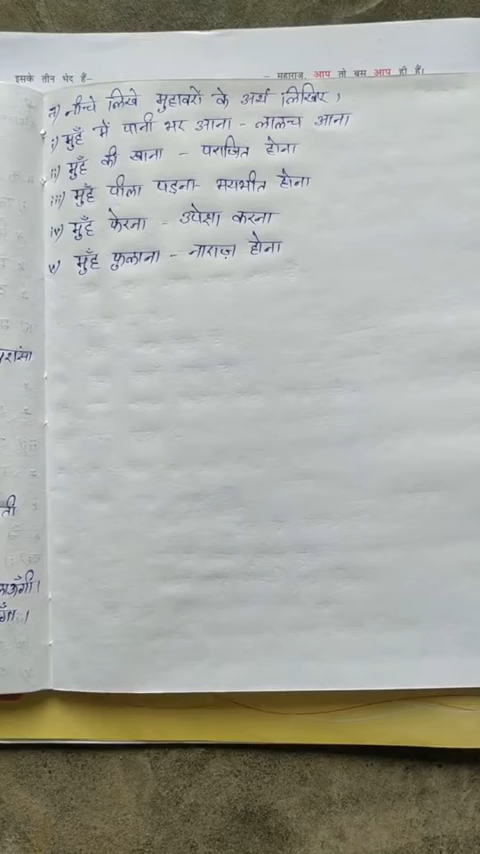 इसके तीन भेद हैं–
– महाराज, आप तो बस आप ही हैं।
न) नीचे लिखे मुहावरों के अर्थ लिखिए।
i) मुहँ में पानी भर आना - लालच आना
ii) मुहँ की खाना - पराजित होना
iii) मुहँ पीला पड़ना - भयभीत होना
iv) मुहँ फेरना - उपेक्षा करना
v) मुहँ फुलाना - नाराज़ होना
ती